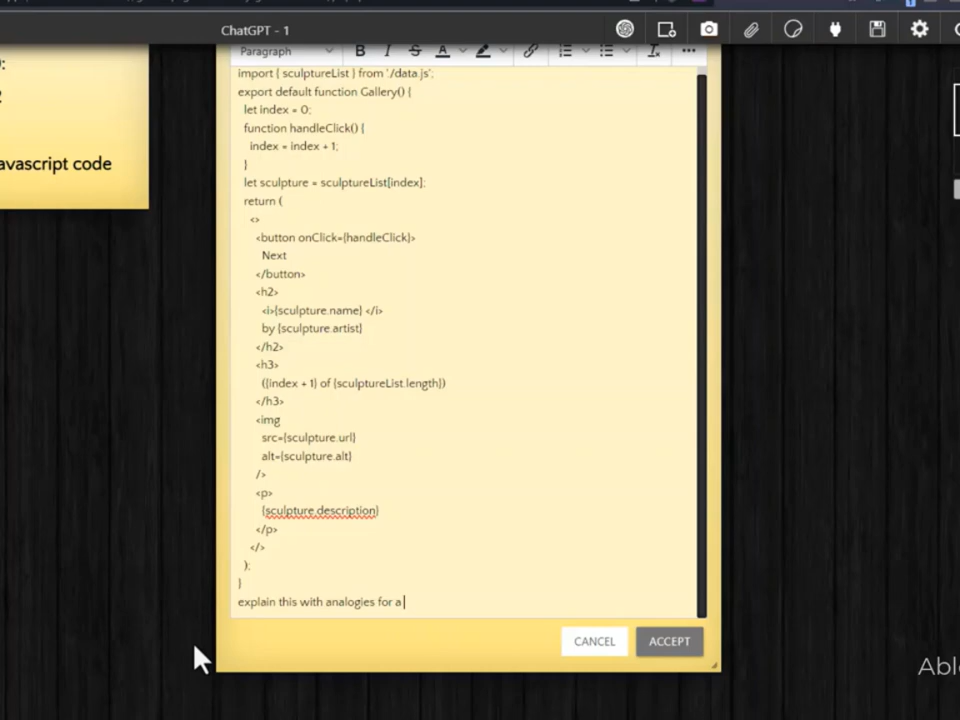 ChatGPT - 1
Paragraph
avascript code
import { sculptureList } from './data.js';
export default function Gallery() {
let index = 0;
function handleClick() {
index = index + 1;
}
let sculpture = sculptureList[index];
return (
<>
<button onClick={handleClick}>
Next
</button>
<h2>
<i>{sculpture.name} </i>
by {sculpture.artist}
</h2>
<h3>
({index + 1} of {sculptureList.length})
</h3>
<img
src={sculpture.url}
alt={sculpture.alt}
/>
<p>
{sculpture.description}
</p>
</>
);
}
explain this with analogies for a
CANCEL
ACCEPT
Abl